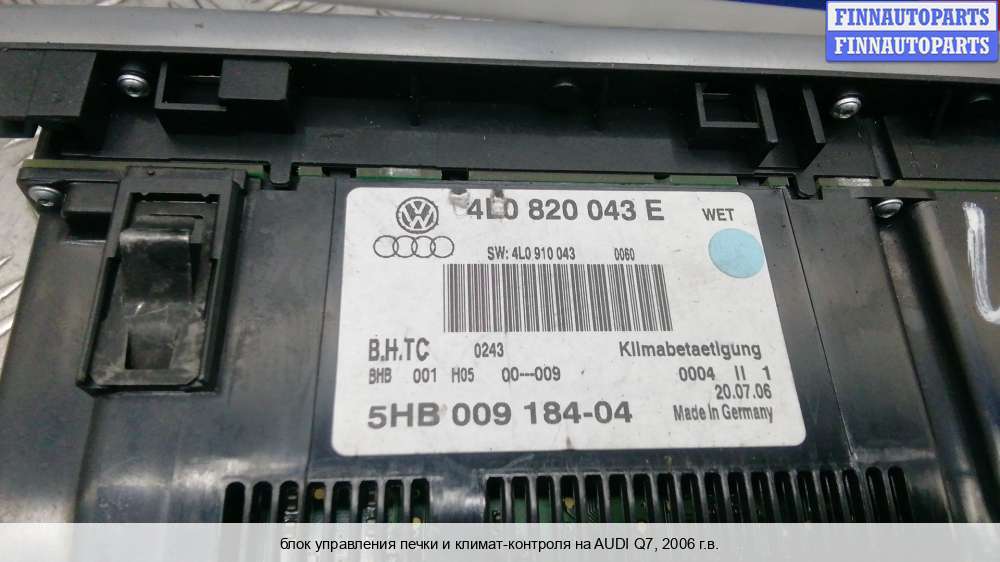 FINNAUTOPARTS
FINNAUTOPARTS
4L0 820 043 E WET
SW: 4L0 910 043 0060
B.H.TC 0243 Klimabetaetigung
BHB 001 H05 00---009 0004 II 1
20.07.06
5HB 009 184-04 Made in Germany
блок управления печки и климат-контроля на AUDI Q7, 2006 г.в.